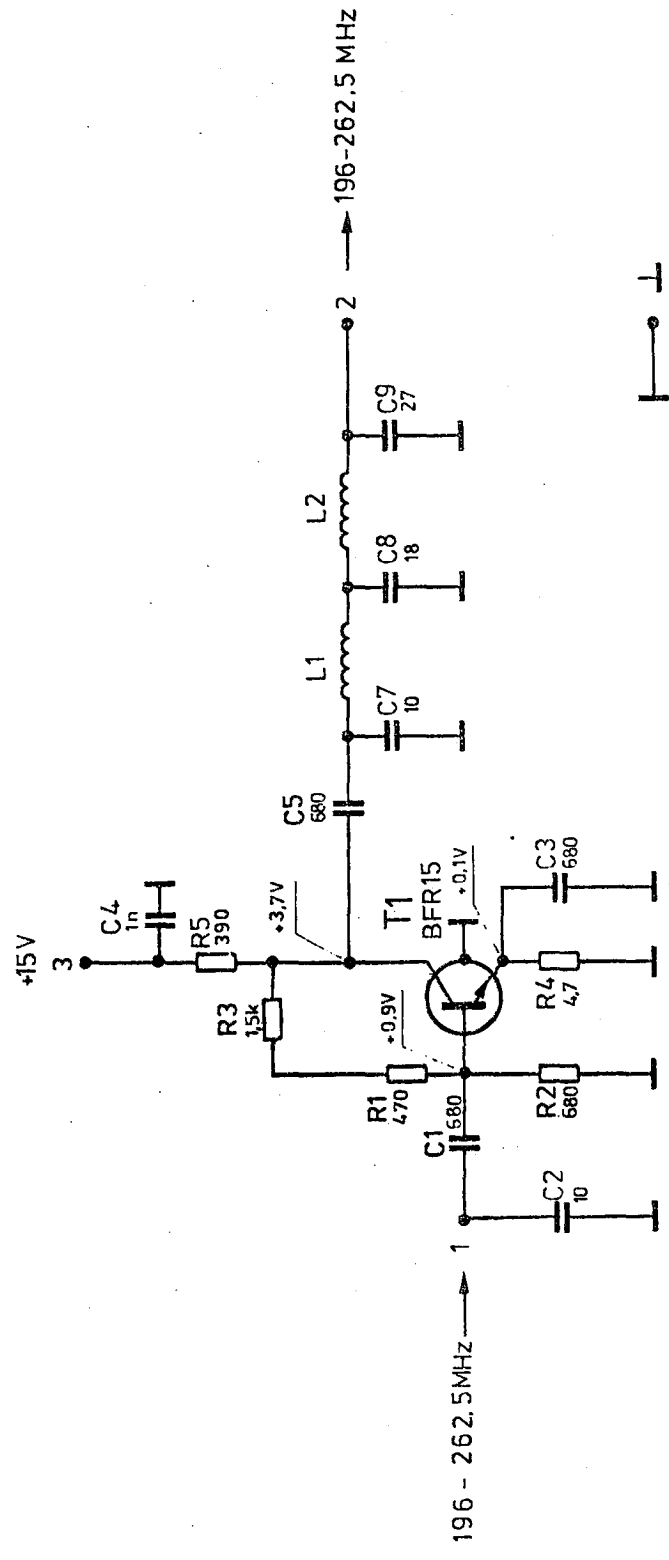 +15V
3
C4
1n
R5
390
R3
1,5k
+3,7V
C5
680
L1
L2
C7
10
C8
18
C9
27
2
196-262,5 MHz
T1
BFR15
+0,1V
+0,9V
R1
470
C1
680
R2
680
R4
4,7
C3
680
C2
10
1
196 - 262,5MHz